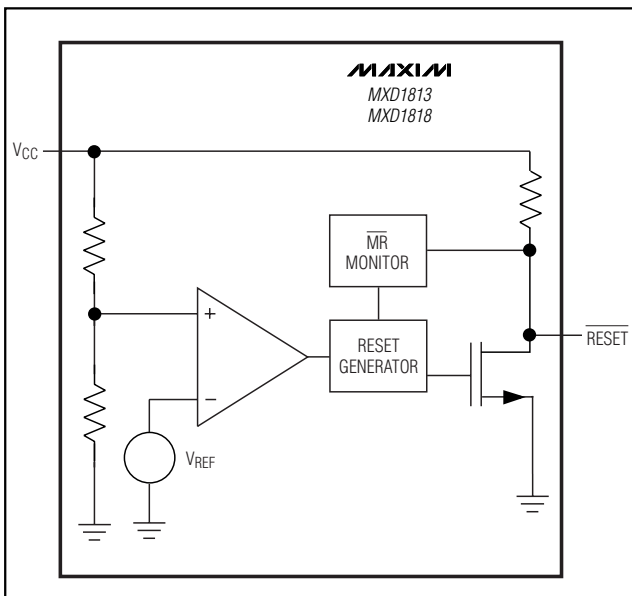 MAXIM
MXD1813
MXD1818
VCC
MR
MONITOR
+
RESET
GENERATOR
RESET
−
VREF